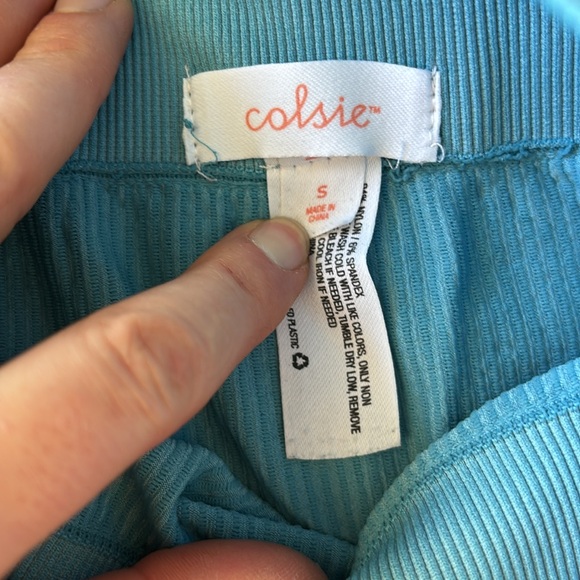 colsie™
S
MADE IN
CHINA
NYLON / 6% SPANDEX
WASH COLD WITH LIKE COLORS, ONLY NON
BLEACH IF NEEDED, TUMBLE DRY LOW, REMOVE
COOL IRON IF NEEDED
PLASTIC